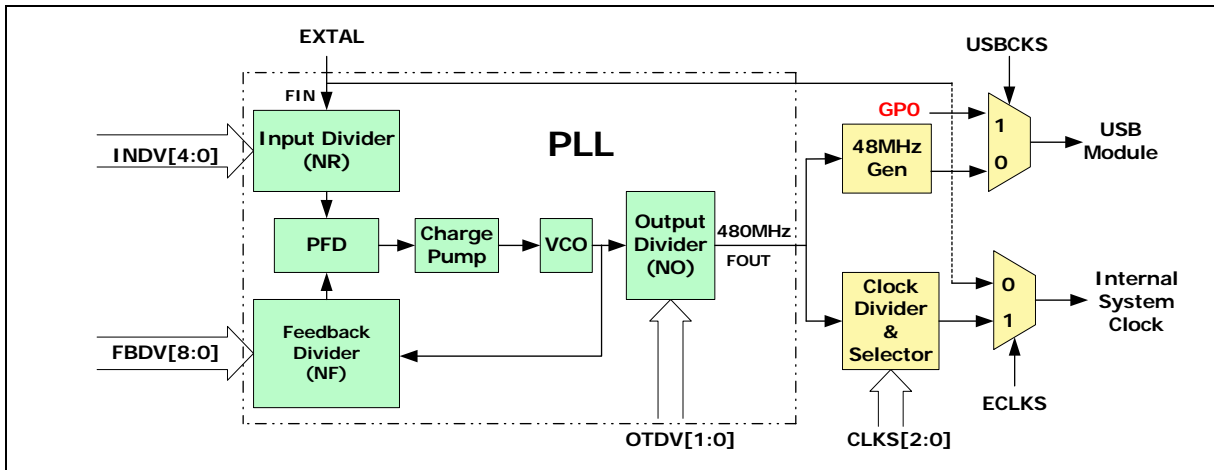 EXTAL
USBCKS
FIN
GP0
1
0
USB
Module
INDV[4:0]
Input Divider
(NR)
PLL
48MHz
Gen
PFD
Charge
Pump
VCO
Output
Divider
(NO)
480MHz
FOUT
Clock
Divider
&
Selector
0
1
Internal
System
Clock
FBDV[8:0]
Feedback
Divider
(NF)
ECLKS
OTDV[1:0]
CLKS[2:0]